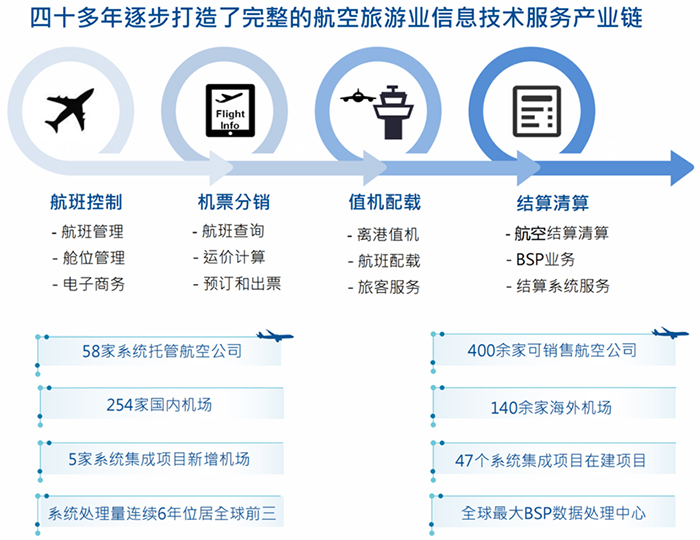 四十多年逐步打造了完整的航空旅游业信息技术服务产业链
Flight
Info
航班控制
- 航班管理
- 舱位管理
- 电子商务
机票分销
- 航班查询
- 运价计算
- 预订和出票
值机配载
- 离港值机
- 航班配载
- 旅客服务
结算清算
- 航空结算清算
- BSP业务
- 结算系统服务
58家系统托管航空公司
254家国内机场
5家系统集成项目新增机场
系统处理量连续6年位居全球前三
400余家可销售航空公司
140余家海外机场
47个系统集成项目在建项目
全球最大BSP数据处理中心